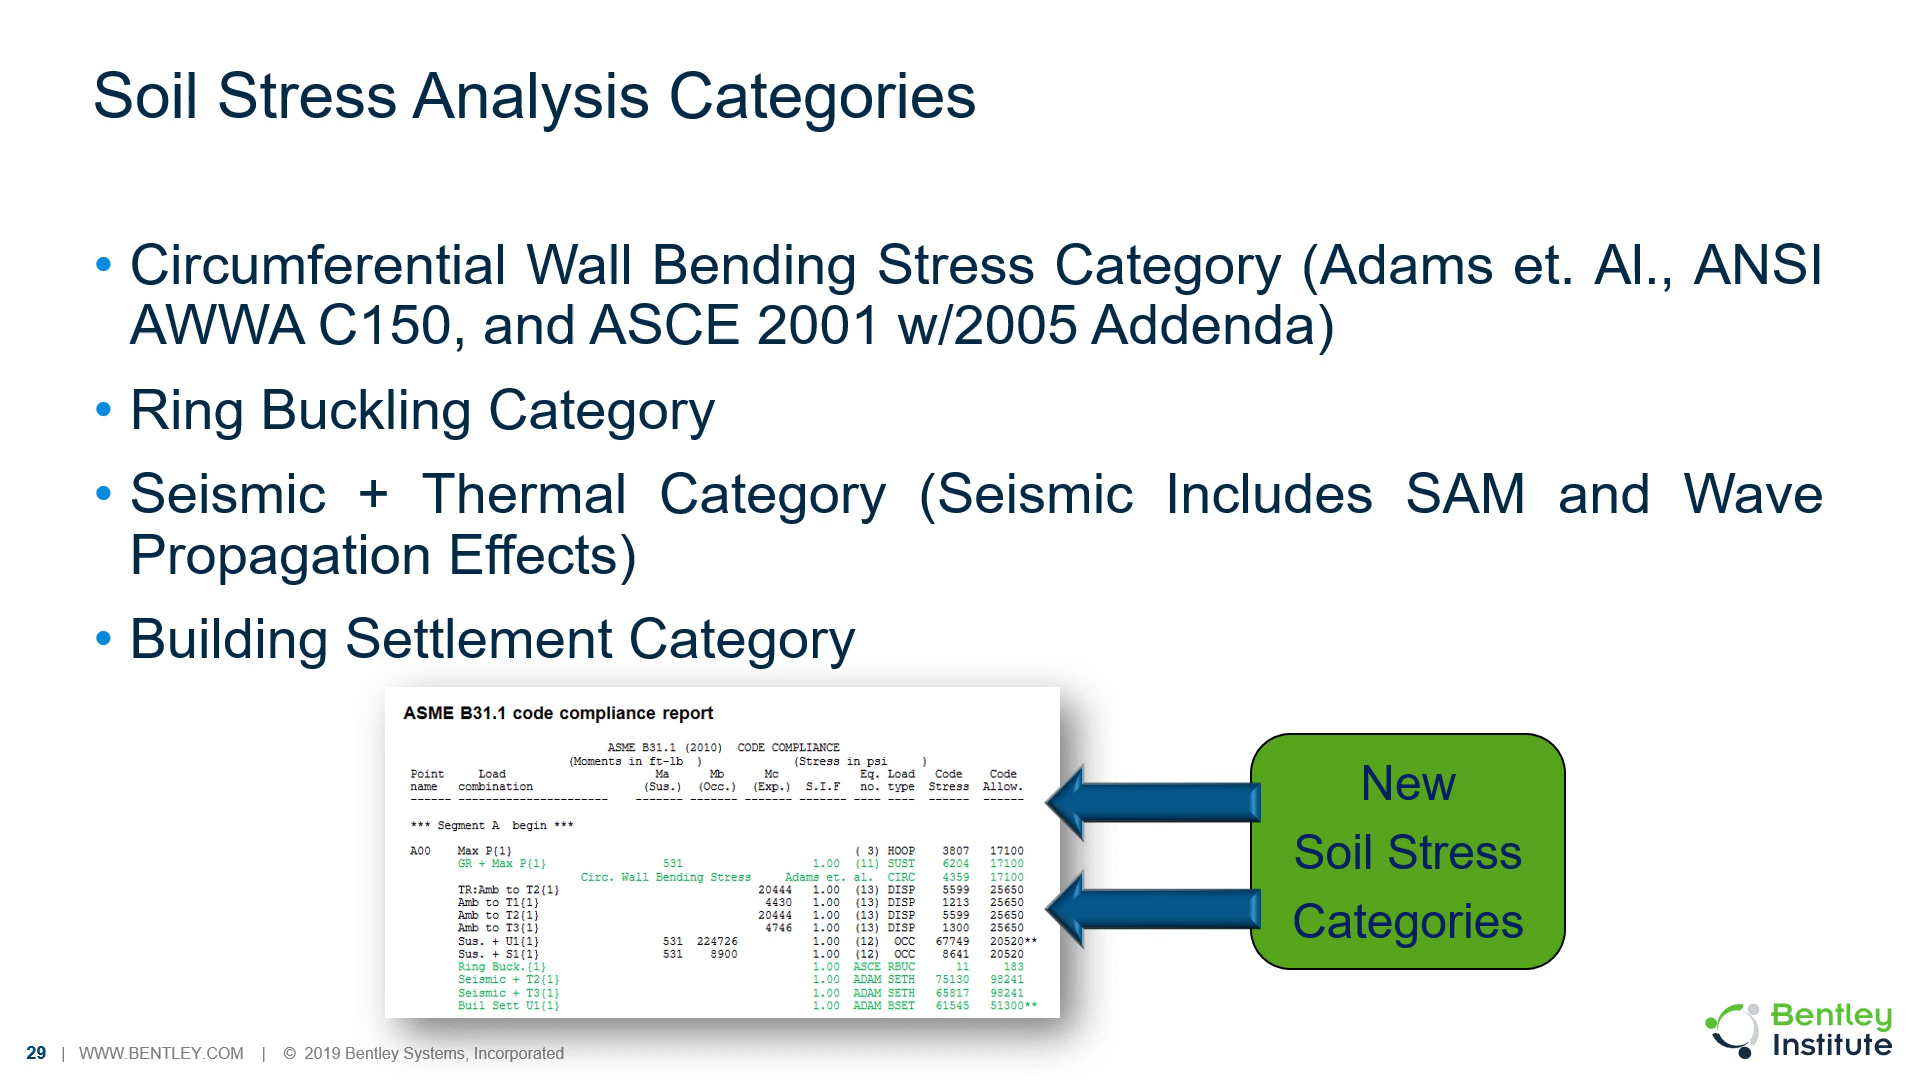 Soil Stress Analysis Categories
• Circumferential Wall Bending Stress Category (Adams et. Al., ANSI
AWWA C150, and ASCE 2001 w/2005 Addenda)
• Ring Buckling Category
• Seismic + Thermal Category (Seismic Includes SAM and Wave
Propagation Effects)
• Building Settlement Category
ASME B31.1 code compliance report
ASME B31.1 (2010) CODE COMPLIANCE
(Moments in ft-lb ) (Stress in psi )
Point Load Ma Mb Mc Eq. Load Code Code
name combination (Sus.) (Occ.) (Exp.) S.I.F no. type Stress Allow.
------ ---------------------- ------- ------- ------- ------- ---- ---- ------ ------
*** Segment A begin ***
A00 Max P{1} ( 3) HOOP 3807 17100
GR + Max P{1} 531 1.00 (11) SUST 6204 17100
Circ. Wall Bending Stress Adams et. al. CIRC 4359 17100
TR:Amb to T2{1} 20444 1.00 (13) DISP 5599 25650
Amb to T1{1} 4430 1.00 (13) DISP 1213 25650
Amb to T2{1} 20444 1.00 (13) DISP 5599 25650
Amb to T3{1} 4746 1.00 (13) DISP 1300 25650
Sus. + U1{1} 531 224726 1.00 (12) OCC 67749 20520**
Sus. + S1{1} 531 8900 1.00 (12) OCC 8641 20520
Ring Buck.{1} 1.00 ASCE RBUC 11 183
Seismic + T2{1} 1.00 ADAM SETH 75130 98241
Seismic + T3{1} 1.00 ADAM SETH 65817 98241
Buil Sett U1{1} 1.00 ADAM BSET 61545 51300**
New
Soil Stress
Categories
29 | WWW.BENTLEY.COM | © 2019 Bentley Systems, Incorporated
Bentley
Institute